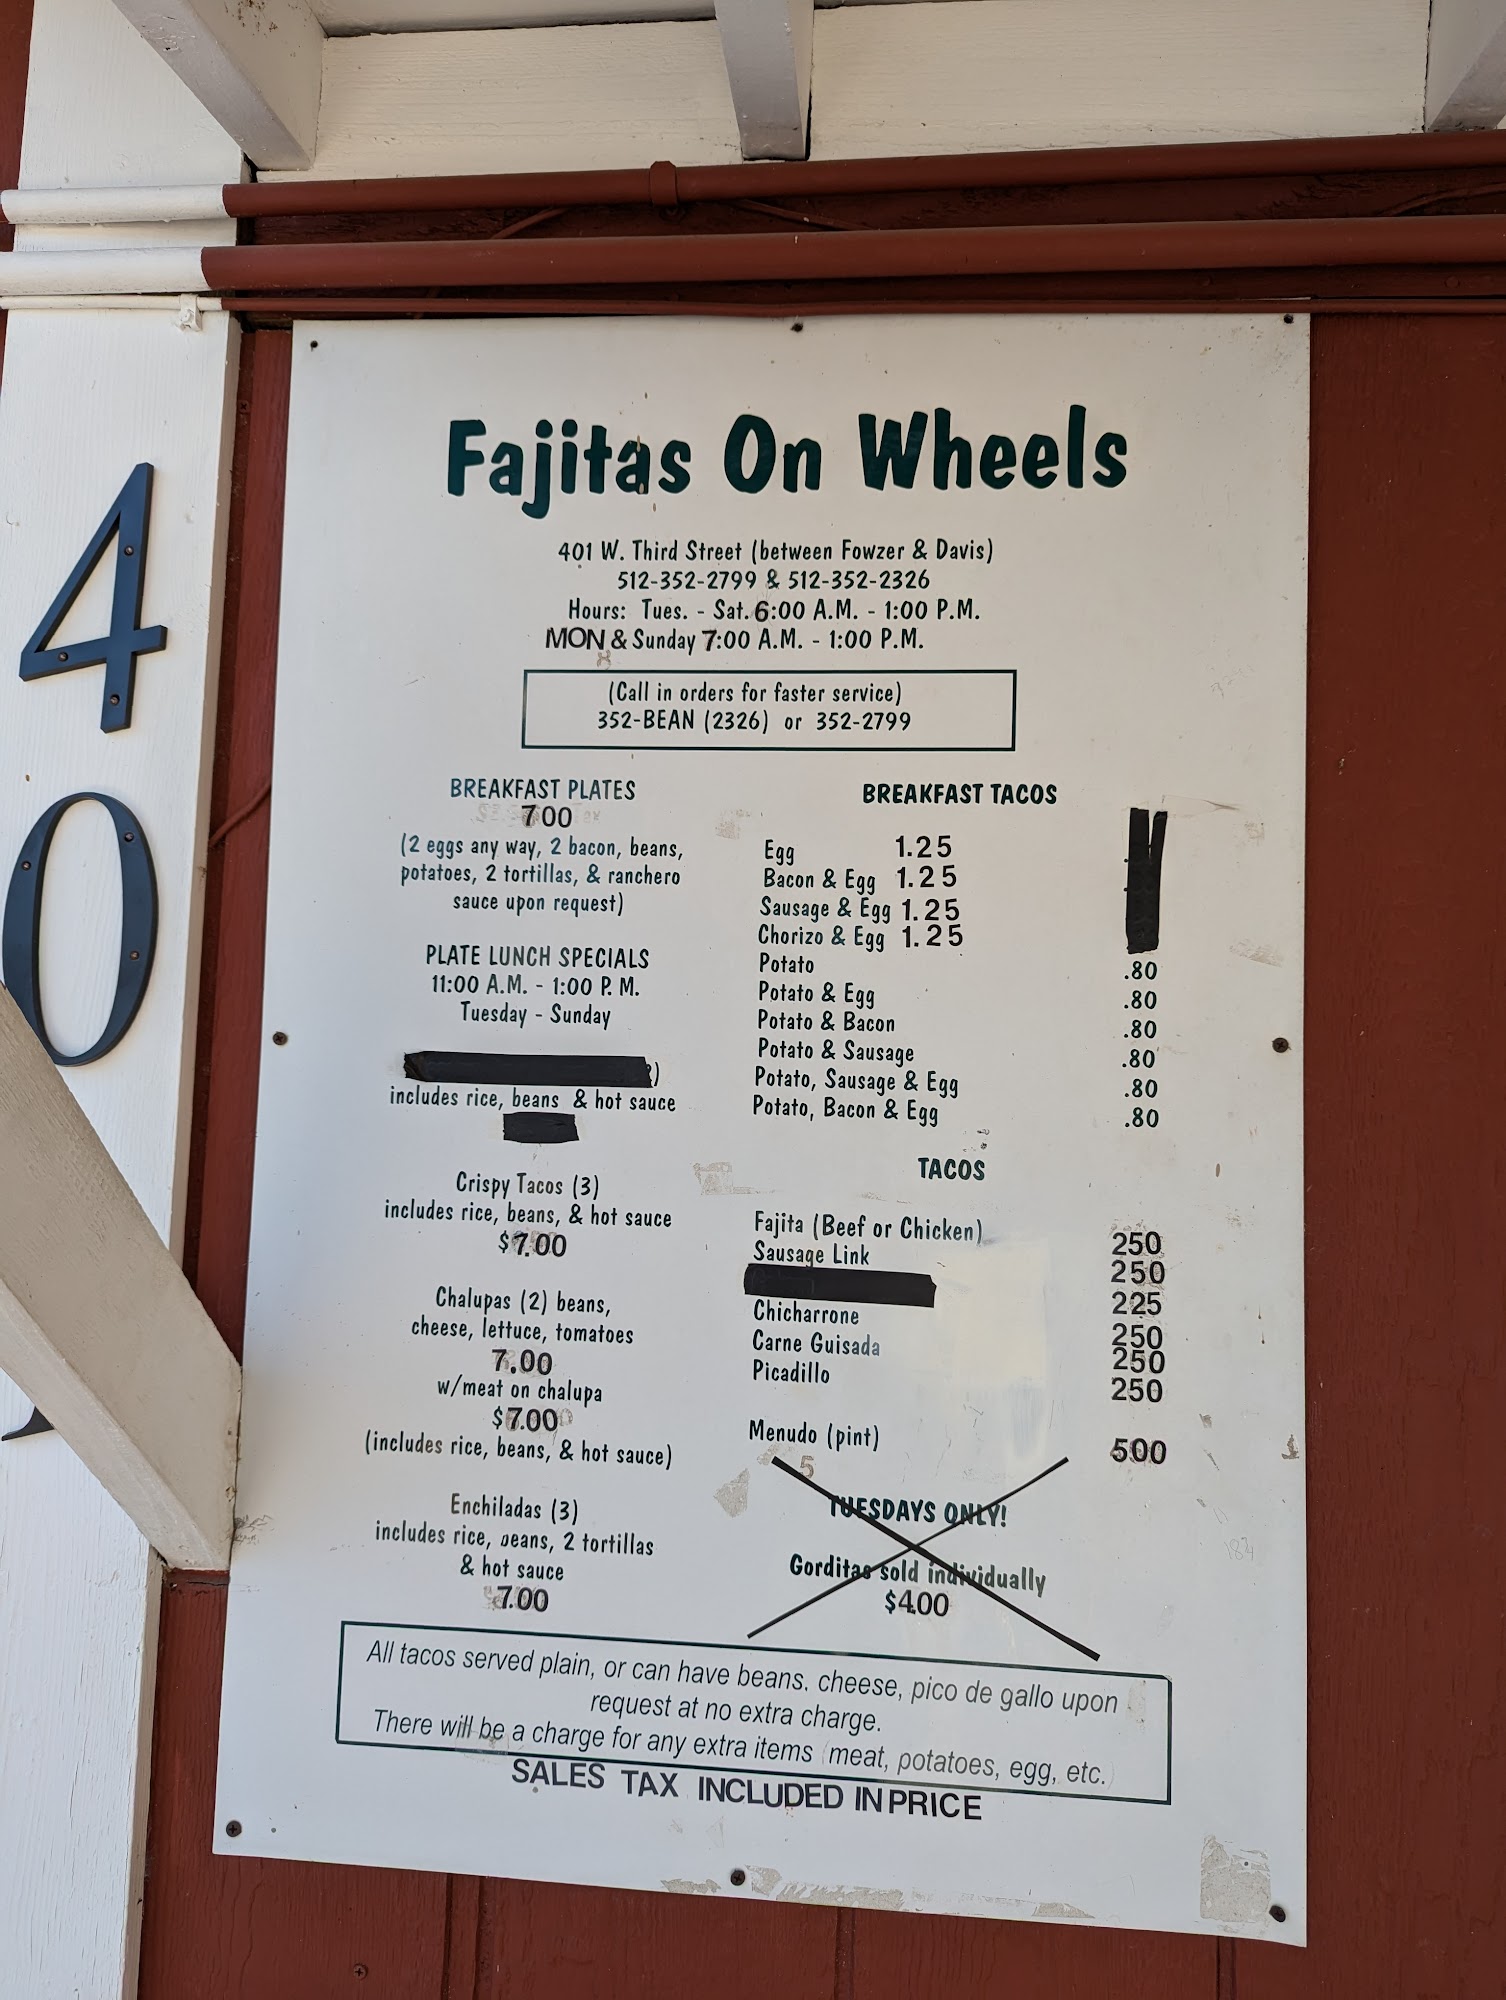 40
Fajitas On Wheels
401 W. Third Street (between Fowzer & Davis)
512-352-2799 & 512-352-2326
Hours: Tues. - Sat. 6:00 A.M. - 1:00 P.M.
MON & Sunday 7:00 A.M. - 1:00 P.M.
(Call in orders for faster service)
352-BEAN (2326) or 352-2799
BREAKFAST PLATES
700
(2 eggs any way, 2 bacon, beans,
potatoes, 2 tortillas, & ranchero
sauce upon request)
PLATE LUNCH SPECIALS
11:00 A.M. - 1:00 P.M.
Tuesday - Sunday
includes rice, beans & hot sauce
Crispy Tacos (3)
includes rice, beans, & hot sauce
$7.00
Chalupas (2) beans,
cheese, lettuce, tomatoes
7.00
w/meat on chalupa
$7.00
(includes rice, beans, & hot sauce)
Enchiladas (3)
includes rice, beans, 2 tortillas
& hot sauce
7.00
BREAKFAST TACOS
Egg 1.25
Bacon & Egg 1.25
Sausage & Egg 1.25
Chorizo & Egg 1.25
Potato .80
Potato & Egg .80
Potato & Bacon .80
Potato & Sausage .80
Potato, Sausage & Egg .80
Potato, Bacon & Egg .80
TACOS
Fajita (Beef or Chicken) 250
Sausage Link 250
225
Chicharrone 250
Carne Guisada 250
Picadillo 250
Menudo (pint) 500
5
TUESDAYS ONLY!
Gorditas sold individually
$4.00
All tacos served plain, or can have beans, cheese, pico de gallo upon
request at no extra charge.
There will be a charge for any extra items (meat, potatoes, egg, etc.)
SALES TAX INCLUDED IN PRICE